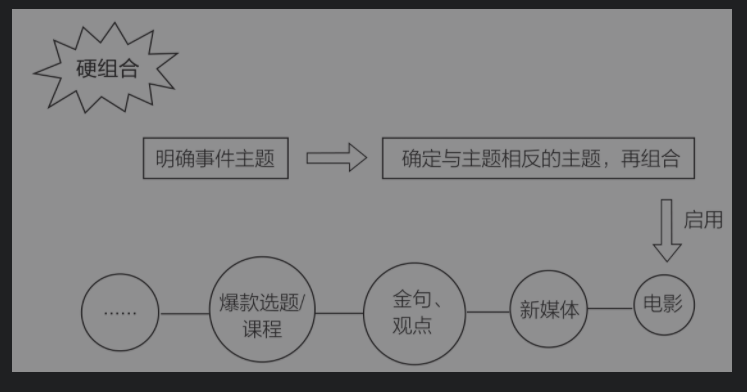 硬组合
明确事件主题
确定与主题相反的主题，再组合
启用
……
爆款选题/
课程
金句、
观点
新媒体
电影